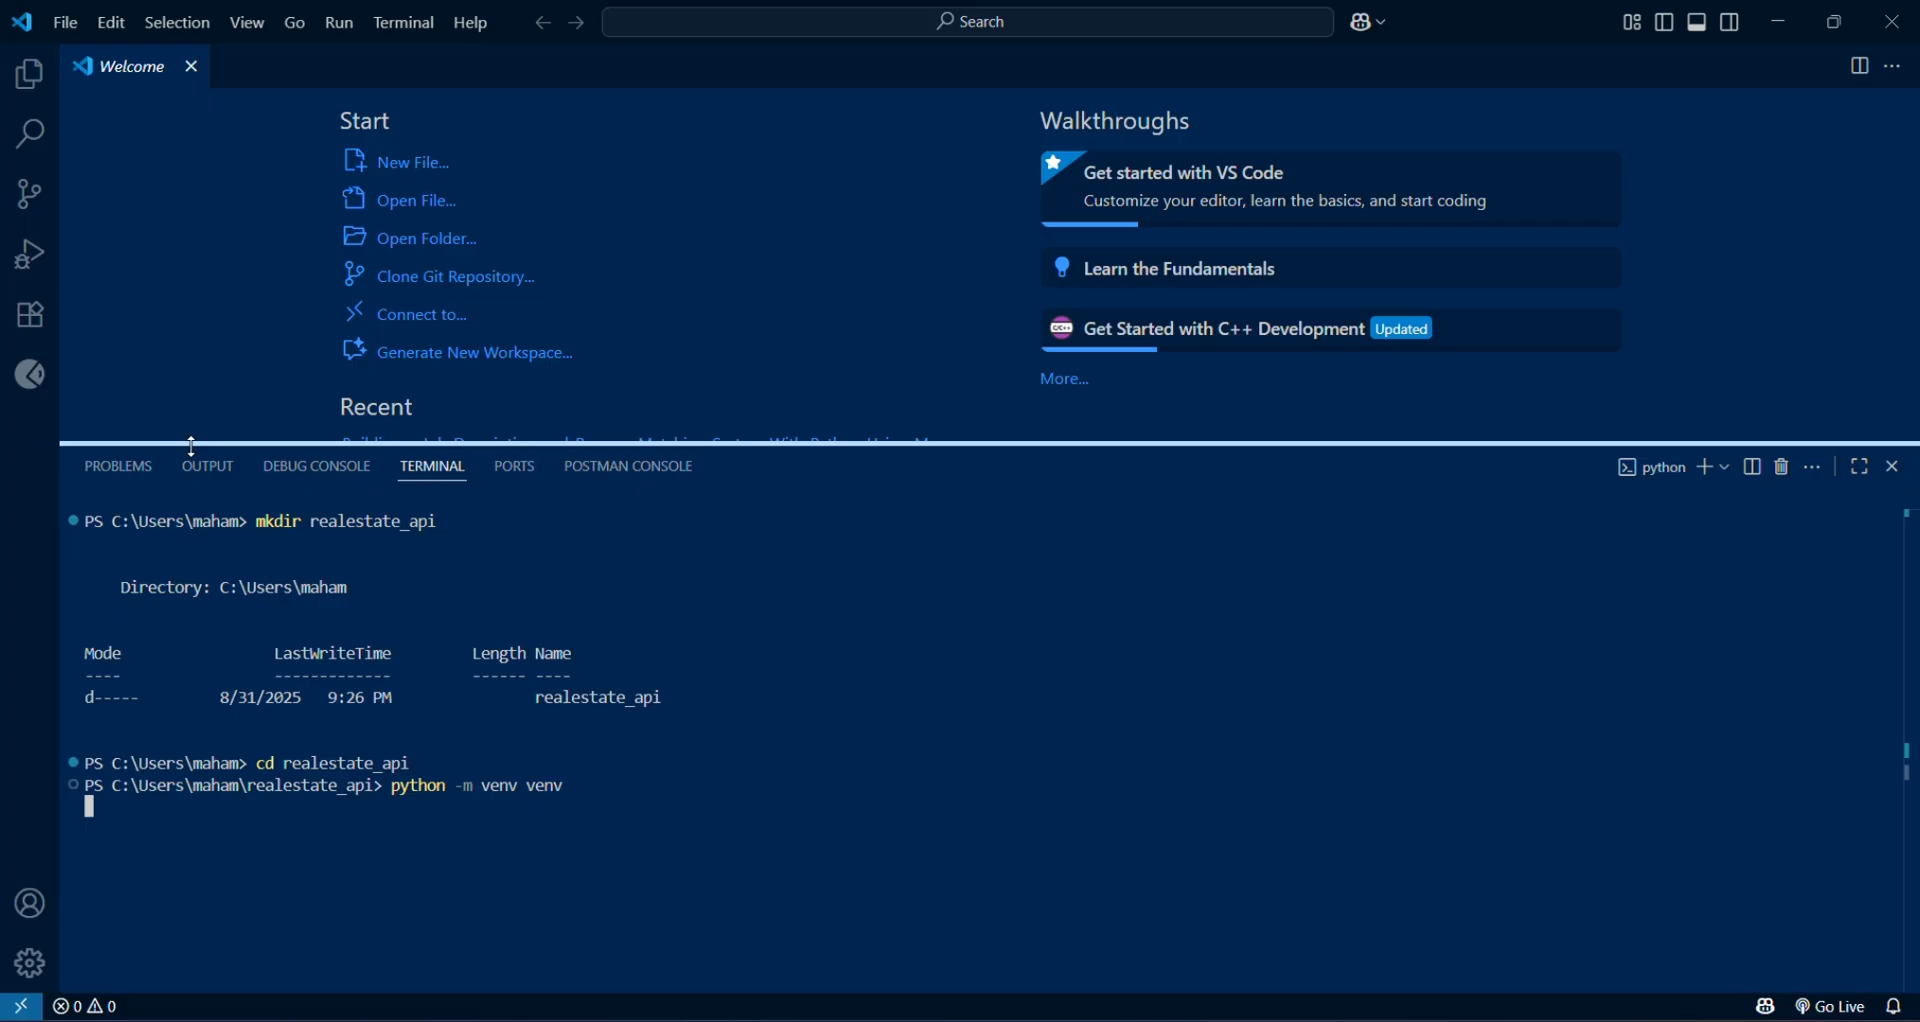 File Edit Selection View Go Run Terminal Help
Search
Welcome
Start
New File...
Open File...
Open Folder...
Clone Git Repository...
Connect to...
Generate New Workspace...
Recent
Walkthroughs
Get started with VS Code
Customize your editor, learn the basics, and start coding
Learn the Fundamentals
Get Started with C++ Development Updated
More...
PROBLEMS OUTPUT DEBUG CONSOLE TERMINAL PORTS POSTMAN CONSOLE
python
PS C:\Users\maham> mkdir realestate_api
Directory: C:\Users\maham
Mode LastWriteTime Length Name
---- ------------- ------ ----
d----- 8/31/2025 9:26 PM realestate_api
PS C:\Users\maham> cd realestate_api
PS C:\Users\maham\realestate_api> python -m venv venv
0 0
Go Live